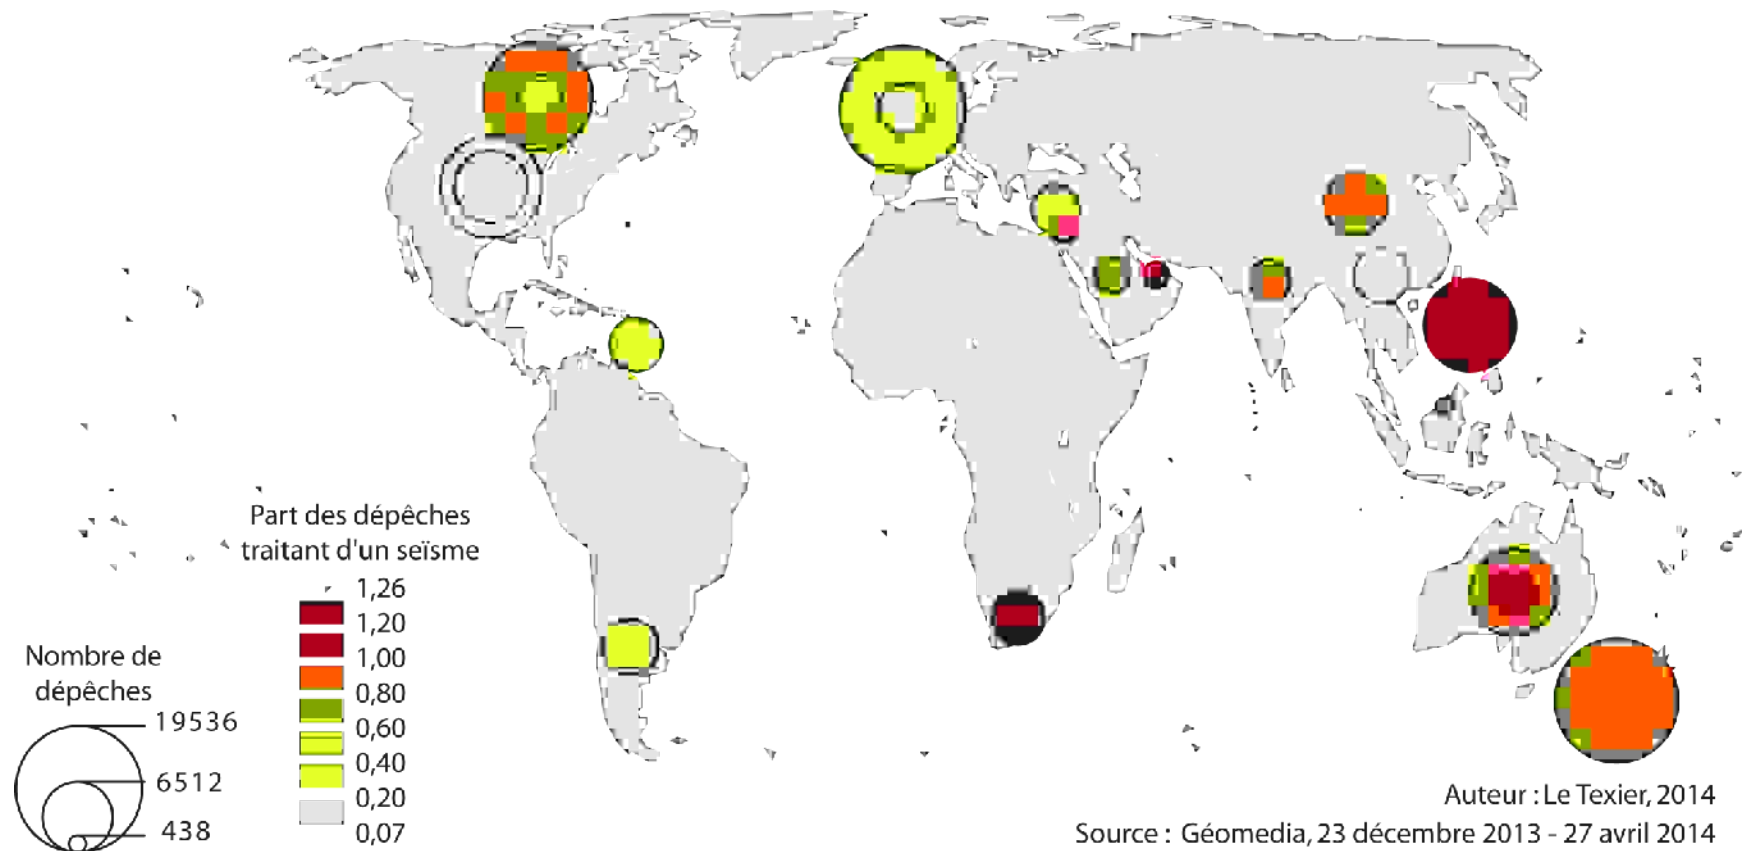 Part des dépêches
traitant d'un seïsme
1,26
1,20
1,00
0,80
0,60
0,40
0,20
0,07
Nombre de
dépêches
19536
6512
438
Auteur : Le Texier, 2014
Source : Géomedia, 23 décembre 2013 - 27 avril 2014